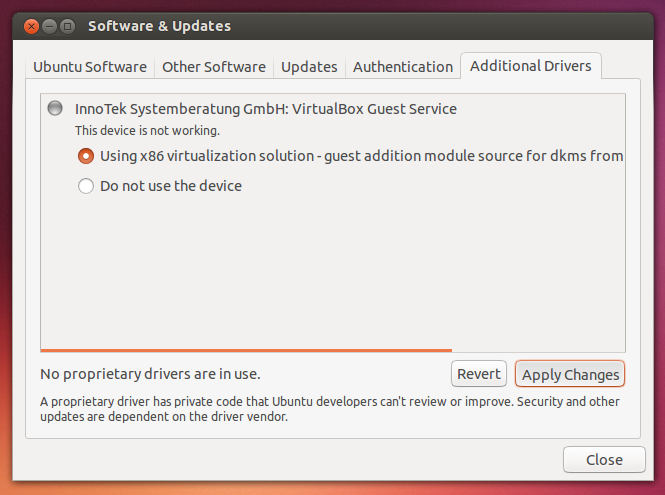 Software & Updates
Ubuntu Software Other Software Updates Authentication Additional Drivers
InnoTek Systemberatung GmbH: VirtualBox Guest Service
This device is not working.
Using x86 virtualization solution - guest addition module source for dkms from
Do not use the device
No proprietary drivers are in use.
Revert Apply Changes
A proprietary driver has private code that Ubuntu developers can't review or improve. Security and other
updates are dependent on the driver vendor.
Close